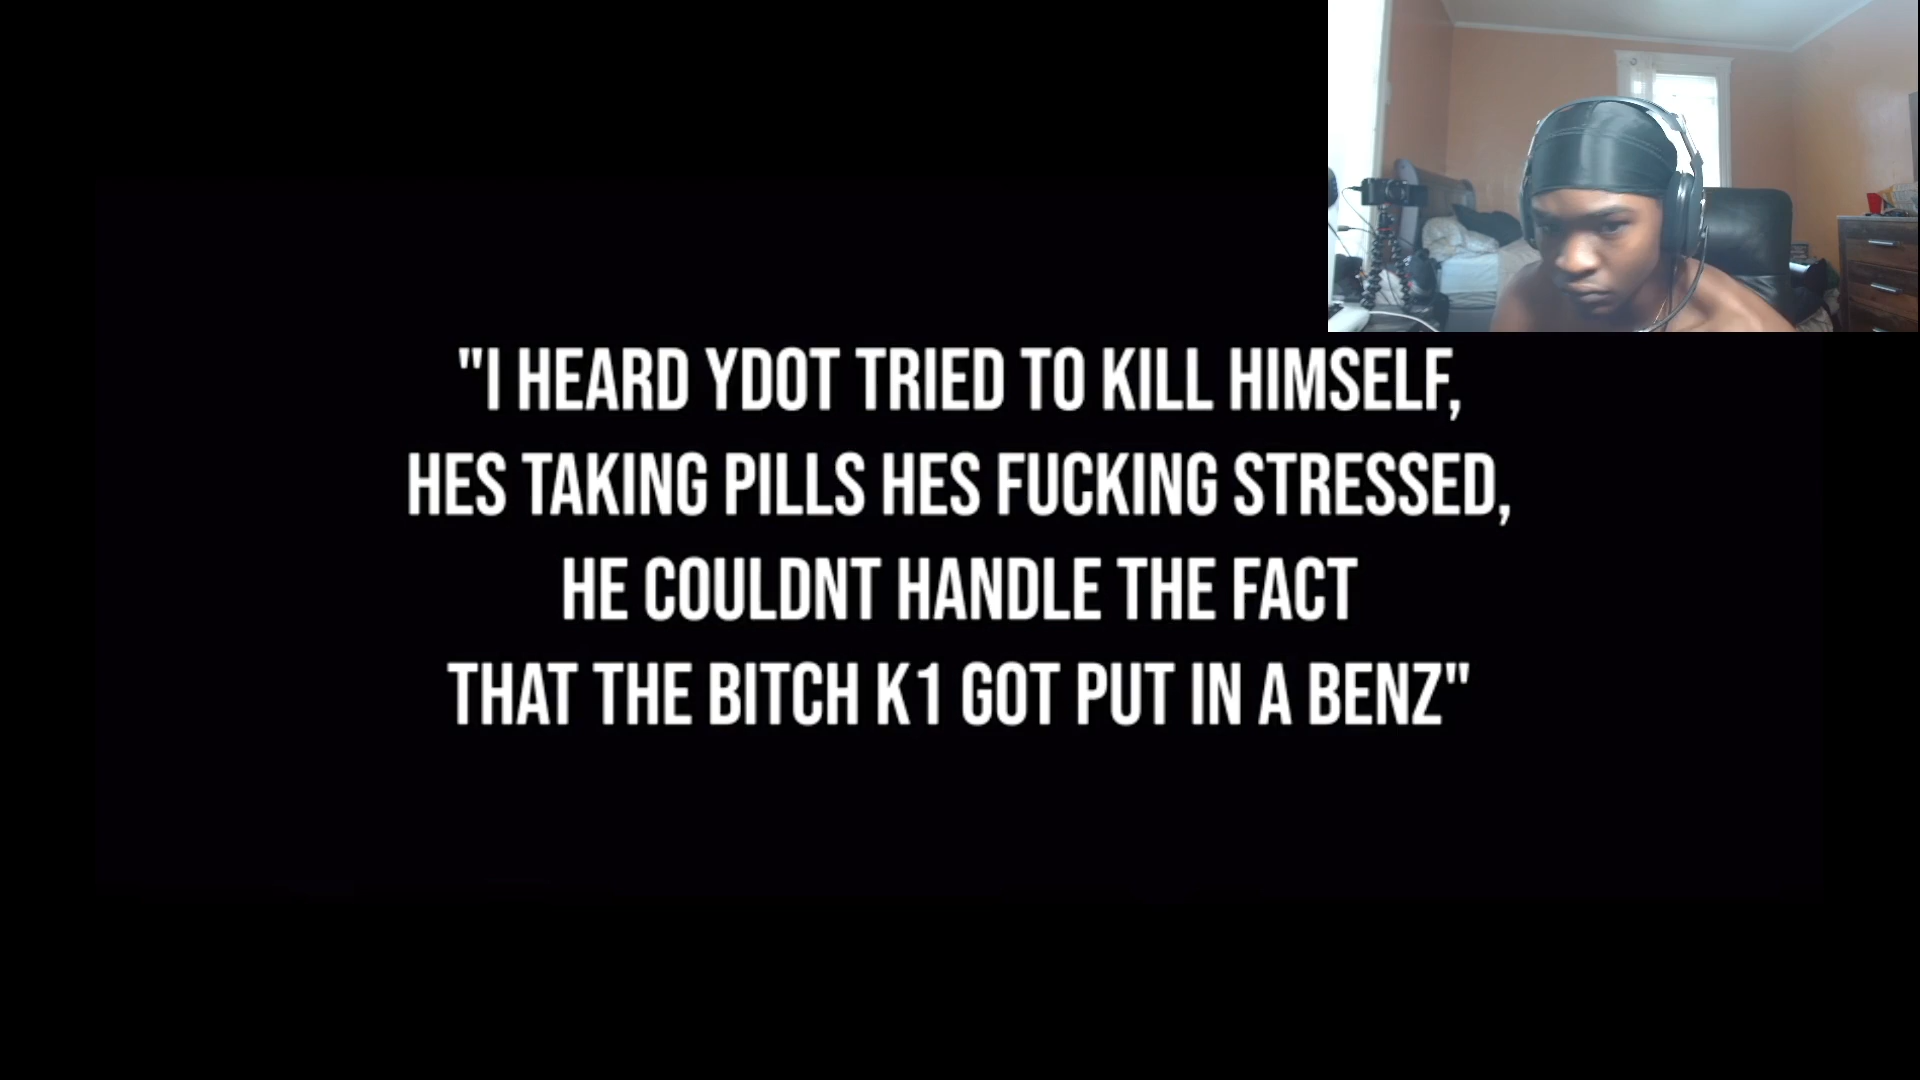 "I HEARD YDOT TRIED TO KILL HIMSELF,
HES TAKING PILLS HES FUCKING STRESSED,
HE COULDNT HANDLE THE FACT
THAT THE BITCH K1 GOT PUT IN A BENZ"